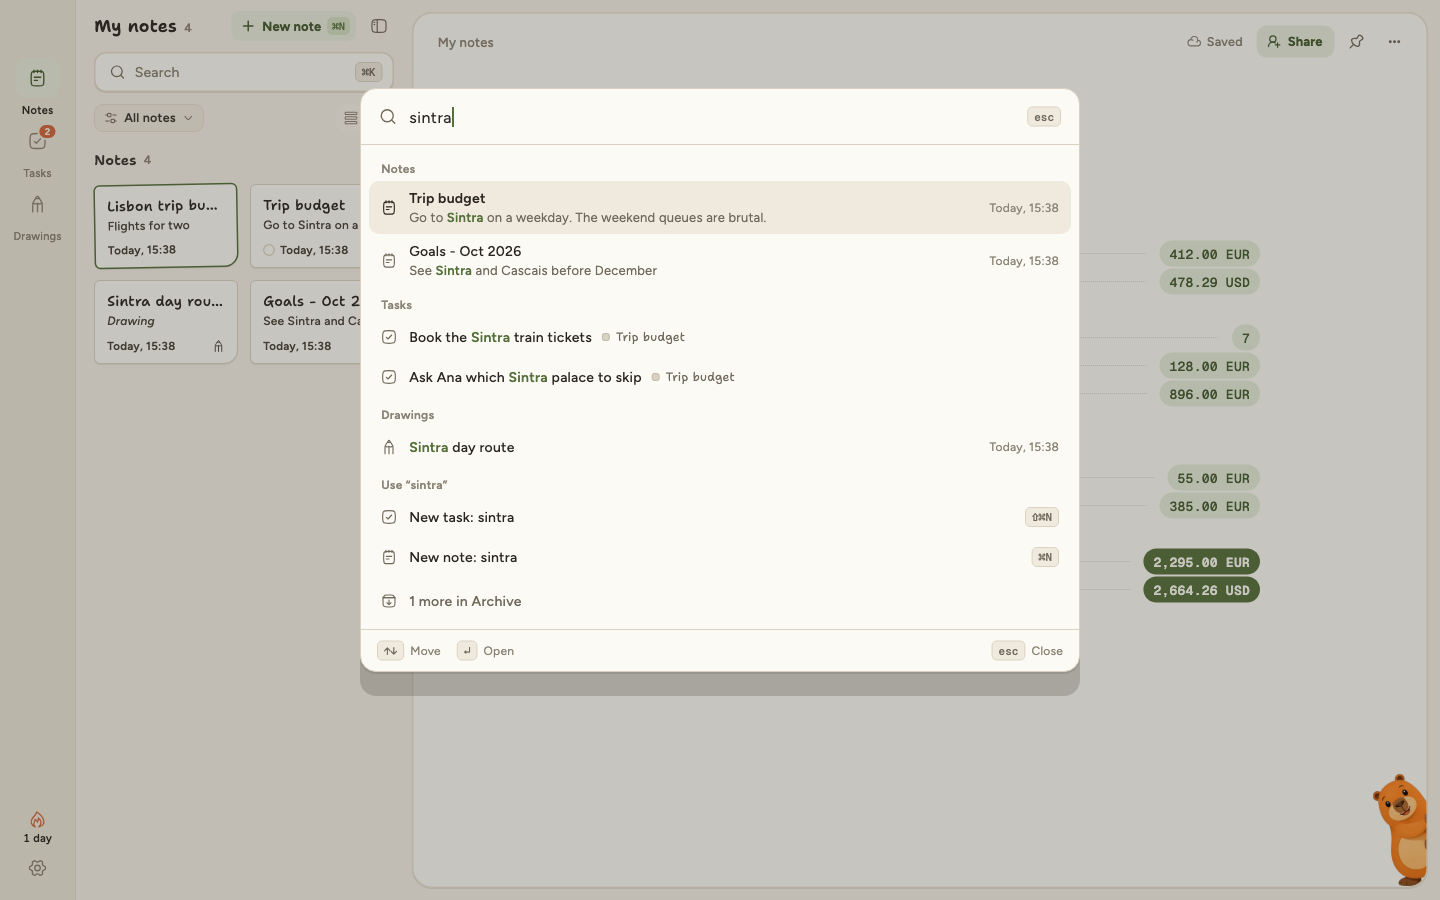 My notes 4
New note ⌘N
Search ⌘K
All notes
Notes
2
Tasks
Drawings
1 day
Notes 4
Lisbon trip bu...
Flights for two
Today, 15:38
Trip budget
Go to Sintra on a
Today, 15:38
Sintra day rou...
Drawing
Today, 15:38
Goals - Oct 2
See Sintra and Ca
Today, 15:38
My notes
Saved
Share
sintra
esc
Notes
Trip budget
Go to Sintra on a weekday. The weekend queues are brutal.
Today, 15:38
Goals - Oct 2026
See Sintra and Cascais before December
Today, 15:38
Tasks
Book the Sintra train tickets Trip budget
Ask Ana which Sintra palace to skip Trip budget
Drawings
Sintra day route
Today, 15:38
Use “sintra”
New task: sintra ⇧⌘N
New note: sintra ⌘N
1 more in Archive
↑↓ Move ↵ Open
esc Close
412.00 EUR
478.29 USD
7
128.00 EUR
896.00 EUR
55.00 EUR
385.00 EUR
2,295.00 EUR
2,664.26 USD